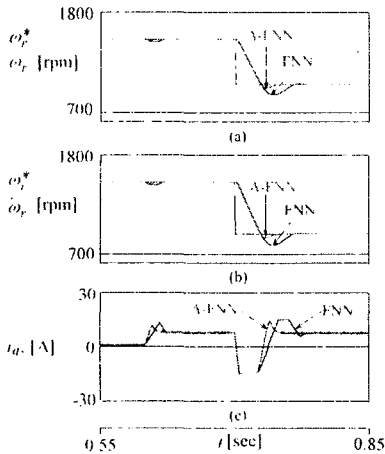 1800
ω_r^*
ω_r [rpm]
A-FNN
FNN
700
(a)
1800
ω_r^*
ω̂_r [rpm]
A-FNN
FNN
700
(b)
30
A-FNN
FNN
[A]
0
-30
(c)
t [sec]
0.55
0.85